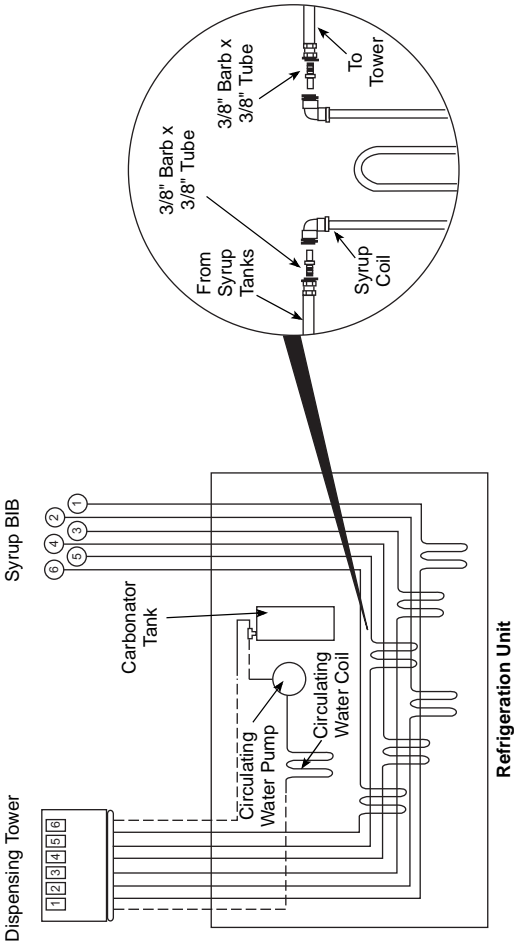 Dispensing Tower
1 2 3 4 5 6
Syrup BIB
6 5 4 3 2 1
Carbonator
Tank
Circulating
Water Pump
Circulating
Water Coil
Refrigeration Unit
From
Syrup
Tanks
3/8" Barb x
3/8" Tube
3/8" Barb x
3/8" Tube
To
Tower
Syrup
Coil